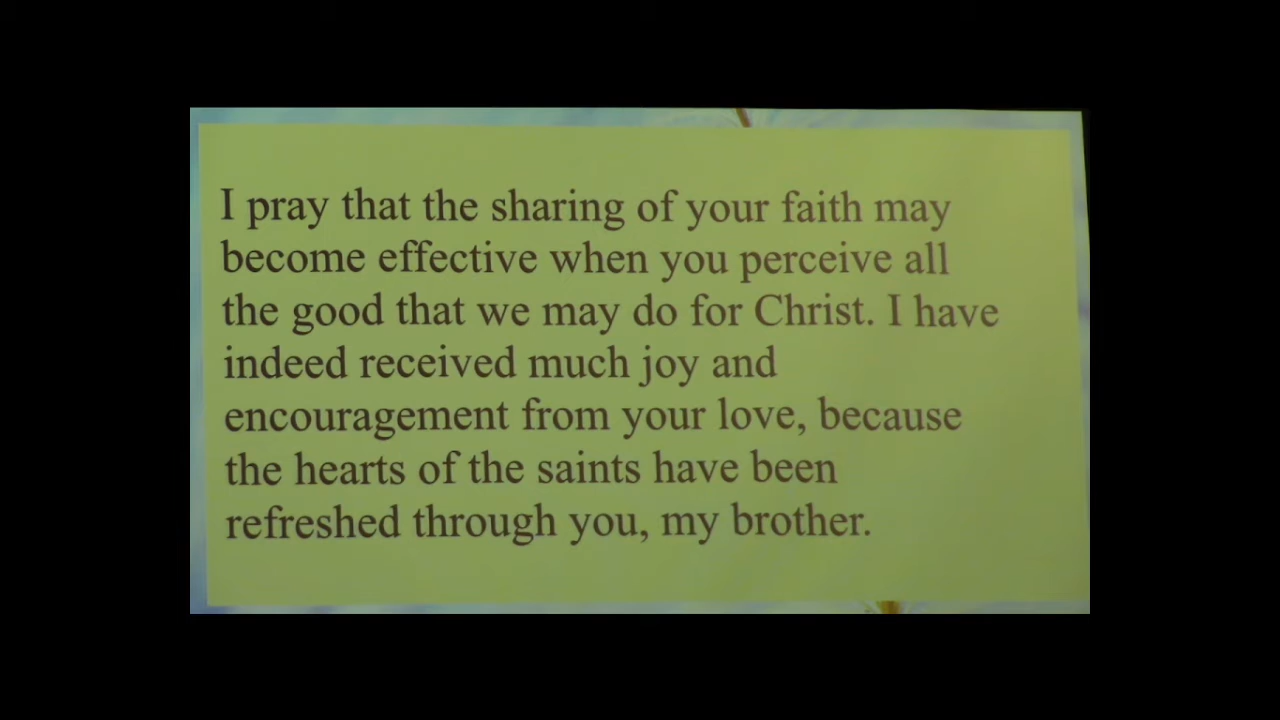 I pray that the sharing of your faith may
become effective when you perceive all
the good that we may do for Christ. I have
indeed received much joy and
encouragement from your love, because
the hearts of the saints have been
refreshed through you, my brother.